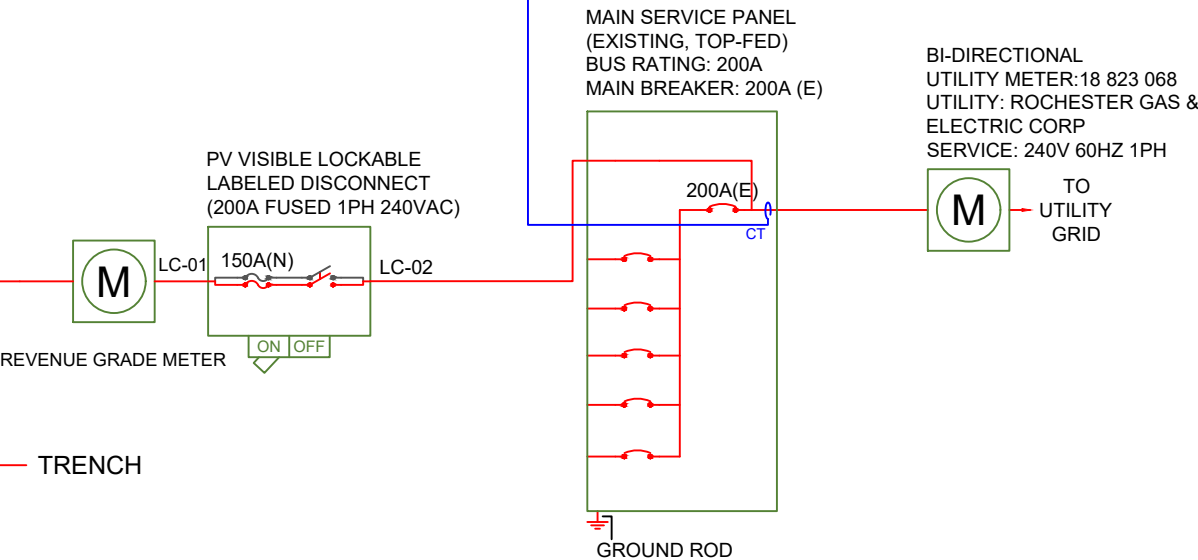 MAIN SERVICE PANEL
(EXISTING, TOP-FED)
BUS RATING: 200A
MAIN BREAKER: 200A (E)
BI-DIRECTIONAL
UTILITY METER:18 823 068
UTILITY: ROCHESTER GAS &
ELECTRIC CORP
SERVICE: 240V 60HZ 1PH
PV VISIBLE LOCKABLE
LABELED DISCONNECT
(200A FUSED 1PH 240VAC)
200A(E)
CT
M
TO
UTILITY
GRID
M
LC-01
150A(N)
LC-02
ON OFF
REVENUE GRADE METER
TRENCH
GROUND ROD